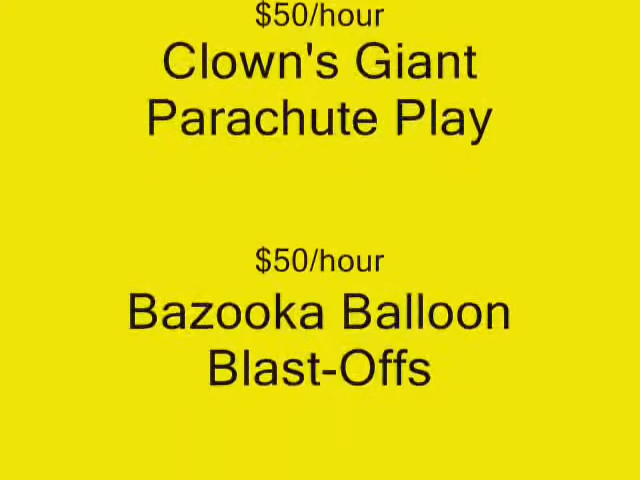 $50/hour
Clown's Giant
Parachute Play
$50/hour
Bazooka Balloon
Blast-Offs